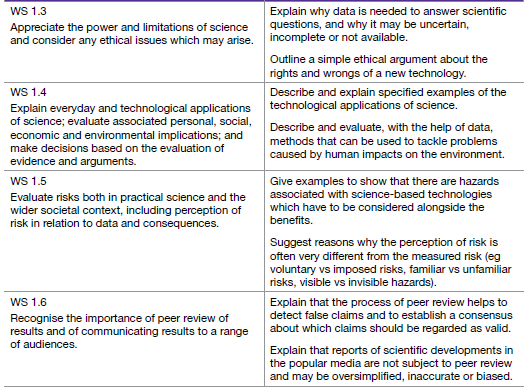 WS 1.3
Appreciate the power and limitations of science
and consider any ethical issues which may arise.
Explain why data is needed to answer scientific
questions, and why it may be uncertain,
incomplete or not available.
Outline a simple ethical argument about the
rights and wrongs of a new technology.
WS 1.4
Explain everyday and technological applications
of science; evaluate associated personal, social,
economic and environmental implications; and
make decisions based on the evaluation of
evidence and arguments.
Describe and explain specified examples of the
technological applications of science.
Describe and evaluate, with the help of data,
methods that can be used to tackle problems
caused by human impacts on the environment.
WS 1.5
Evaluate risks both in practical science and the
wider societal context, including perception of
risk in relation to data and consequences.
Give examples to show that there are hazards
associated with science-based technologies
which have to be considered alongside the
benefits.
Suggest reasons why the perception of risk is
often very different from the measured risk (eg
voluntary vs imposed risks, familiar vs unfamiliar
risks, visible vs invisible hazards).
WS 1.6
Recognise the importance of peer review of
results and of communicating results to a range
of audiences.
Explain that the process of peer review helps to
detect false claims and to establish a consensus
about which claims should be regarded as valid.
Explain that reports of scientific developments in
the popular media are not subject to peer review
and may be oversimplified, inaccurate or biased.